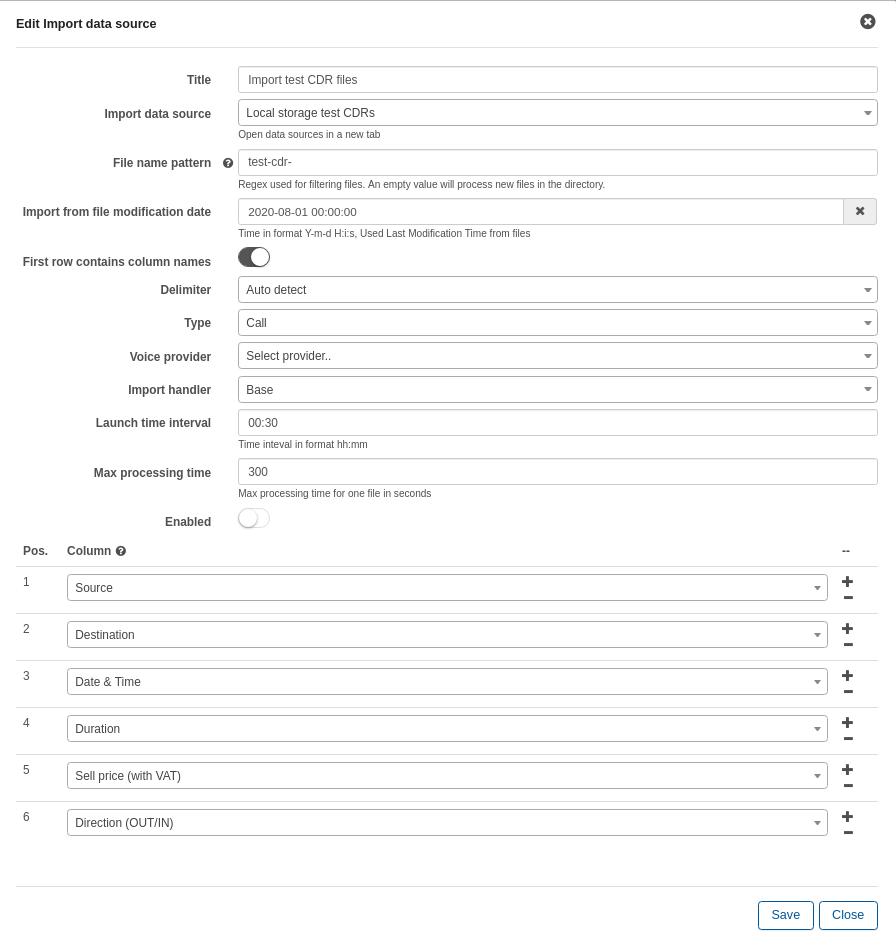 Edit Import data source
Title Import test CDR files
Import data source Local storage test CDRs
Open data sources in a new tab
File name pattern test-cdr-
Regex used for filtering files. An empty value will process new files in the directory.
Import from file modification date 2020-08-01 00:00:00
Time in format Y-m-d H:i:s, Used Last Modification Time from files
First row contains column names
Delimiter Auto detect
Type Call
Voice provider Select provider..
Import handler Base
Launch time interval 00:30
Time inteval in format hh:mm
Max processing time 300
Max processing time for one file in seconds
Enabled
Pos. Column --
1 Source
2 Destination
3 Date & Time
4 Duration
5 Sell price (with VAT)
6 Direction (OUT/IN)
Save Close